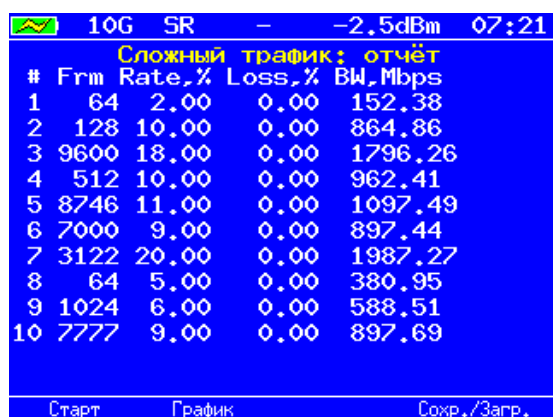 10G SR – –2.5dBm 07:21
Сложный трафик: отчёт
# Frm Rate,% Loss,% BW,Mbps
1 64 2.00 0.00 152.38
2 128 10.00 0.00 864.86
3 9600 18.00 0.00 1796.26
4 512 10.00 0.00 962.41
5 8746 11.00 0.00 1097.49
6 7000 9.00 0.00 897.44
7 3122 20.00 0.00 1987.27
8 64 5.00 0.00 380.95
9 1024 6.00 0.00 588.51
10 7777 9.00 0.00 897.69
Старт График Сохр./Загр.